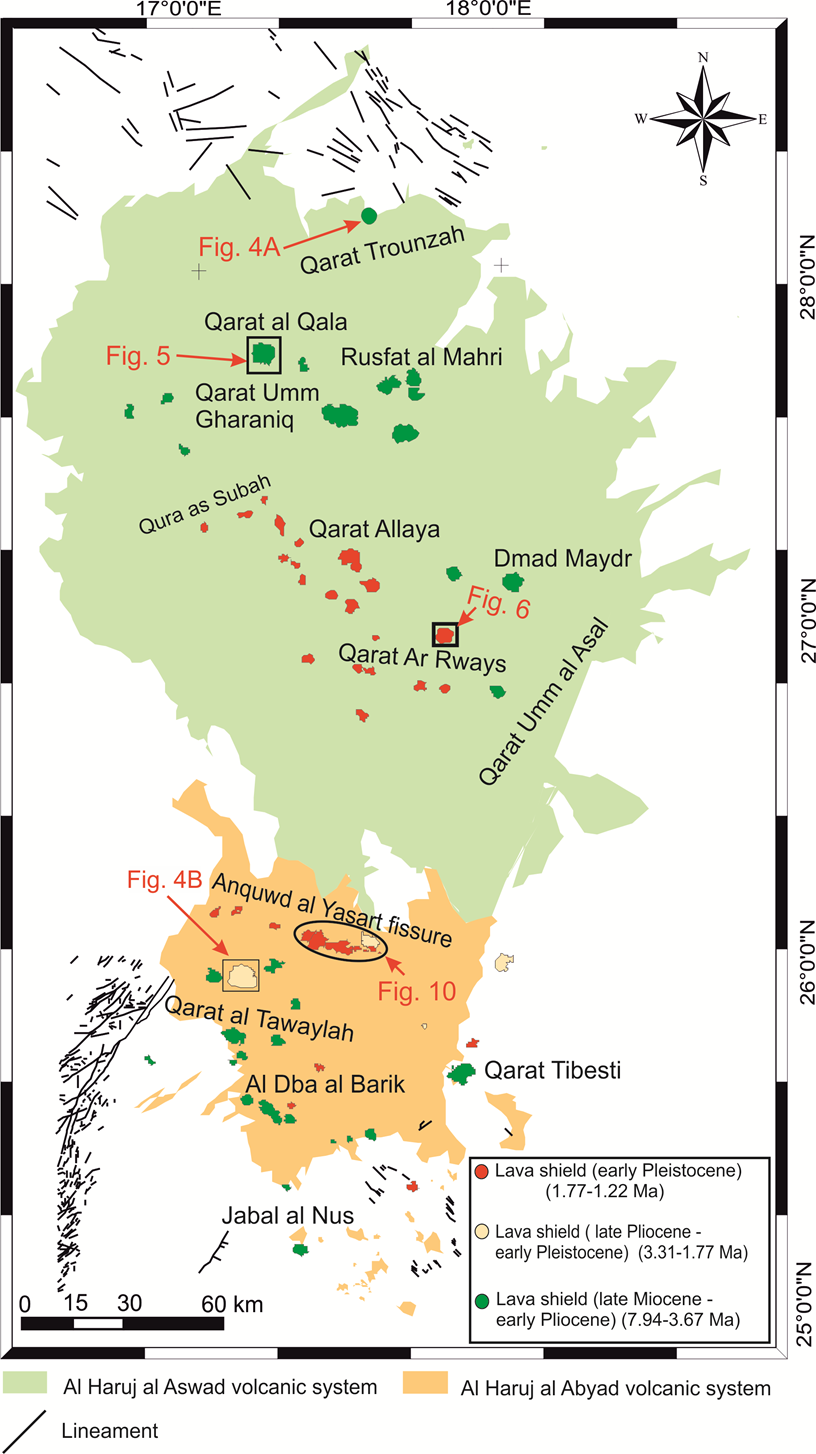 17°0'0"E
18°0'0"E
N
W
E
S
Fig. 4A
Qarat Trounzah
28°0'0"N
Qarat al Qala
Fig. 5
Rusfat al Mahri
Qarat Umm
Gharaniq
Qura as Subah
Qarat Allaya
Dmad Maydr
Fig. 6
27°0'0"N
Qarat Ar Rways
Qarat Umm al Asal
Fig. 4B
Anquwd al Yasart fissure
Fig. 10
26°0'0"N
Qarat al Tawaylah
Qarat Tibesti
Al Dba al Barik
Jabal al Nus
Lava shield (early Pleistocene)
(1.77-1.22 Ma)
Lava shield ( late Pliocene -
early Pleistocene) (3.31-1.77 Ma)
Lava shield (late Miocene -
early Pliocene) (7.94-3.67 Ma)
25°0'0"N
0 15 30 60 km
Al Haruj al Aswad volcanic system
Al Haruj al Abyad volcanic system
Lineament